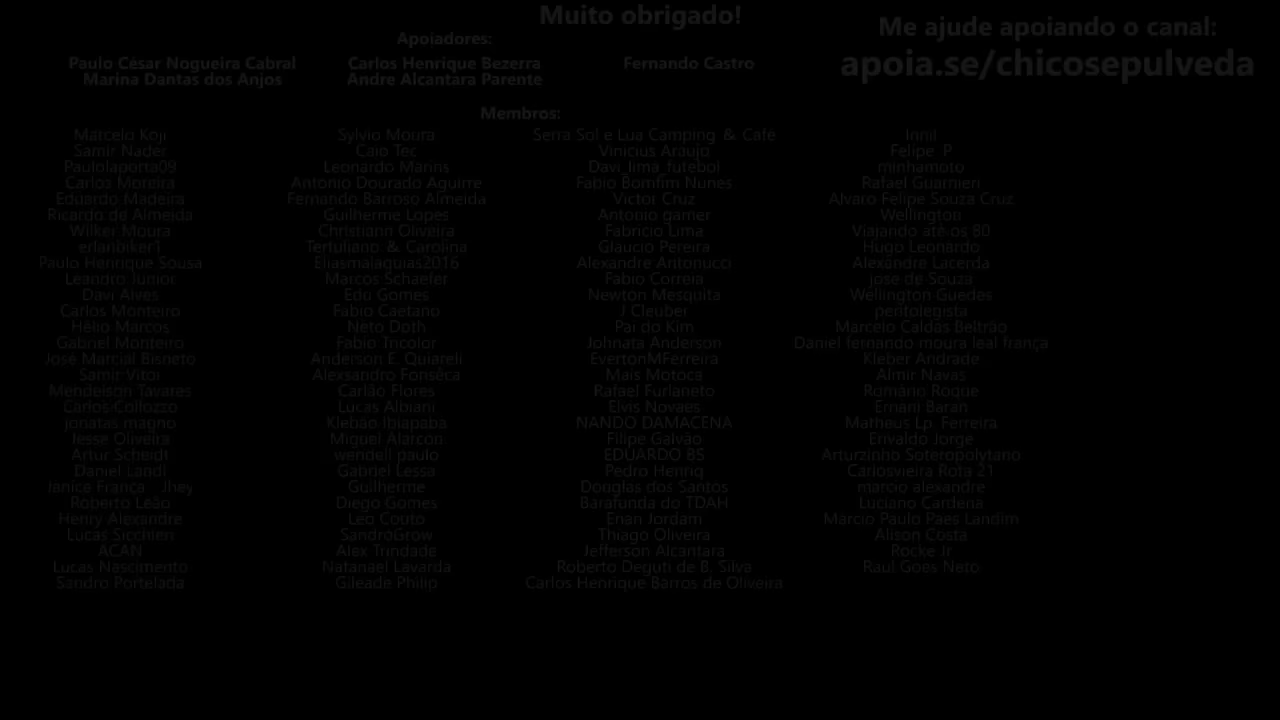 Muito obrigado!
Me ajude apoiando o canal:
apoia.se/chicosepulveda
Apoiadores:
Paulo César Nogueira Cabral
Marina Dantas dos Anjos
Carlos Henrique Bezerra
Andre Alcantara Parente
Fernando Castro
Membros:
Marcelo Koji
Samir Nader
Paulolaporta09
Carlos Moreira
Eduardo Madeira
Ricardo de Almeida
Wilker Moura
erlanbiker1
Paulo Henrique Sousa
Leandro Junior
Davi Alves
Carlos Monteiro
Hélio Marcos
Gabriel Monteiro
José Marcial Bisneto
Samir Vitor
Mendelson Tavares
Carlos Collozzo
jonatas magno
Jesse Oliveira
Artur Scheidt
Daniel Landi
Janice França Jhey
Roberto Leão
Henry Alexandre
Lucas Sicchieri
ACAN
Lucas Nascimento
Sandro Portelada
Sylvio Moura
Caio Tec
Leonardo Marins
Antonio Dourado Aguirre
Fernando Barroso Almeida
Guilherme Lopes
Christiann Oliveira
Tertuliano & Carolina
Eliasmalaguias2016
Marcos Schaefer
Edu Gomes
Fabio Caetano
Neto Doth
Fabio Tricolor
Anderson E. Quiareli
Alexsandro Fonsêca
Carlão Flores
Lucas Albiani
Klebão Ibiapaba
Miguel Alarcon
wendell paulo
Gabriel Lessa
Guilherme
Diego Gomes
Leo Couto
SandroGrow
Alex Trindade
Natanael Lavarda
Gileade Philip
Serra Sol e Lua Camping & Café
Vinicius Araujo
Davi_lima_futebol
Fabio Bomfim Nunes
Victor Cruz
Antonio gamer
Fabricio Lima
Glaucio Pereira
Alexandre Antonucci
Fabio Correia
Newton Mesquita
J Cleuber
Pai do Kim
Johnata Anderson
EvertonMFerreira
Mais Motoca
Rafael Furlaneto
Elvis Novaes
NANDO DAMACENA
Filipe Galvão
EDUARDO BS
Pedro Henriq
Douglas dos Santos
Barafunda do TDAH
Enan Jordam
Thiago Oliveira
Jefferson Alcantara
Roberto Deguti de B. Silva
Carlos Henrique Barros de Oliveira
Felipe P
minhamoto
Rafael Guarnieri
Alvaro Felipe Souza Cruz
Wellington
Viajando até os 80
Hugo Leonardo
Alexandre Lacerda
jose de Souza
Wellington Guedes
peritolegista
Marcelo Caldas Beltrão
Daniel fernando moura leal frança
Kleber Andrade
Almir Navas
Romário Roque
Ernani Baran
Matheus Lp. Ferreira
Erivaldo Jorge
Arturzinho Soteropolytano
Carlosvieira Rota 21
marcio alexandre
Luciano Cardena
Marcio Paulo Paes Landim
Alison Costa
Rocke Jr
Raul Goes Neto